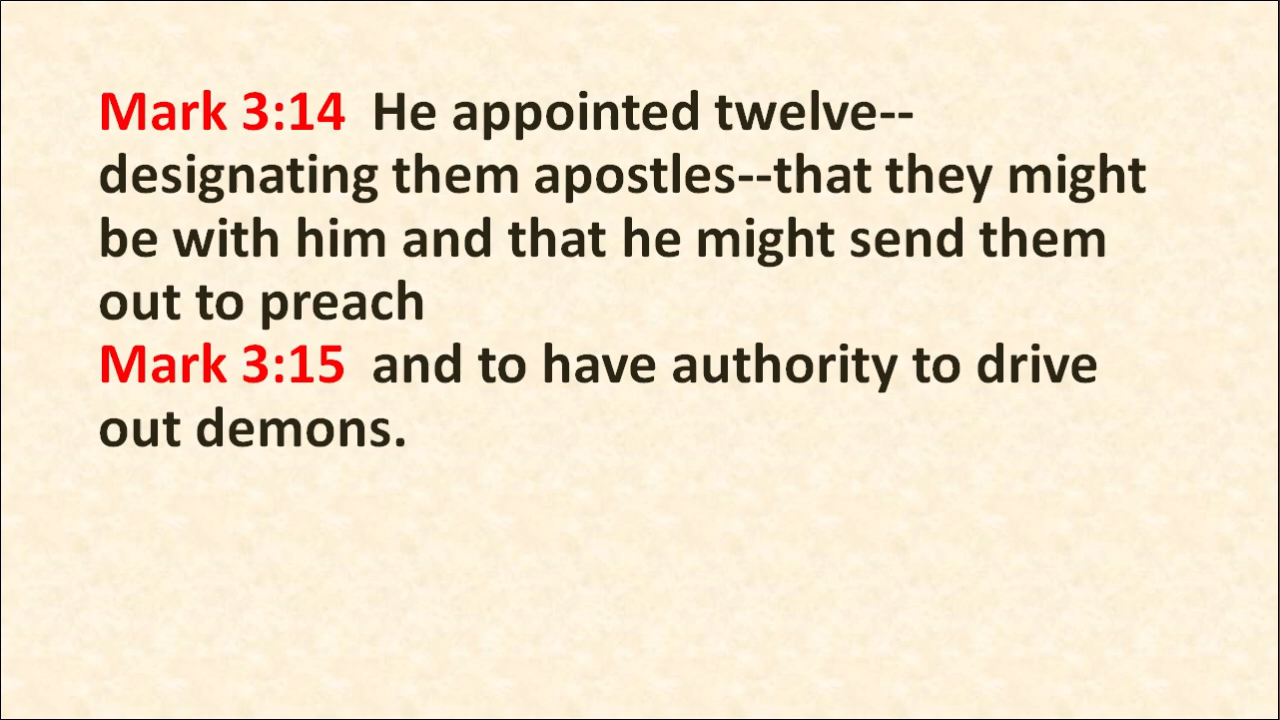 Mark 3:14  He appointed twelve--
designating them apostles--that they might
be with him and that he might send them
out to preach
Mark 3:15  and to have authority to drive
out demons.